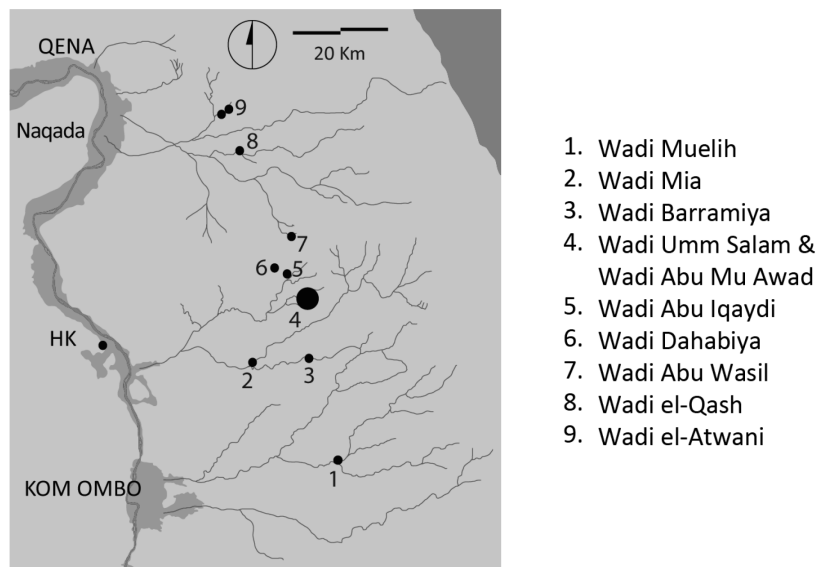 QENA
20 Km
Naqada
9
8
7
6
5
4
HK
2
3
1
KOM OMBO
1. Wadi Muelih
2. Wadi Mia
3. Wadi Barramiya
4. Wadi Umm Salam &
Wadi Abu Mu Awad
5. Wadi Abu Iqaydi
6. Wadi Dahabiya
7. Wadi Abu Wasil
8. Wadi el-Qash
9. Wadi el-Atwani